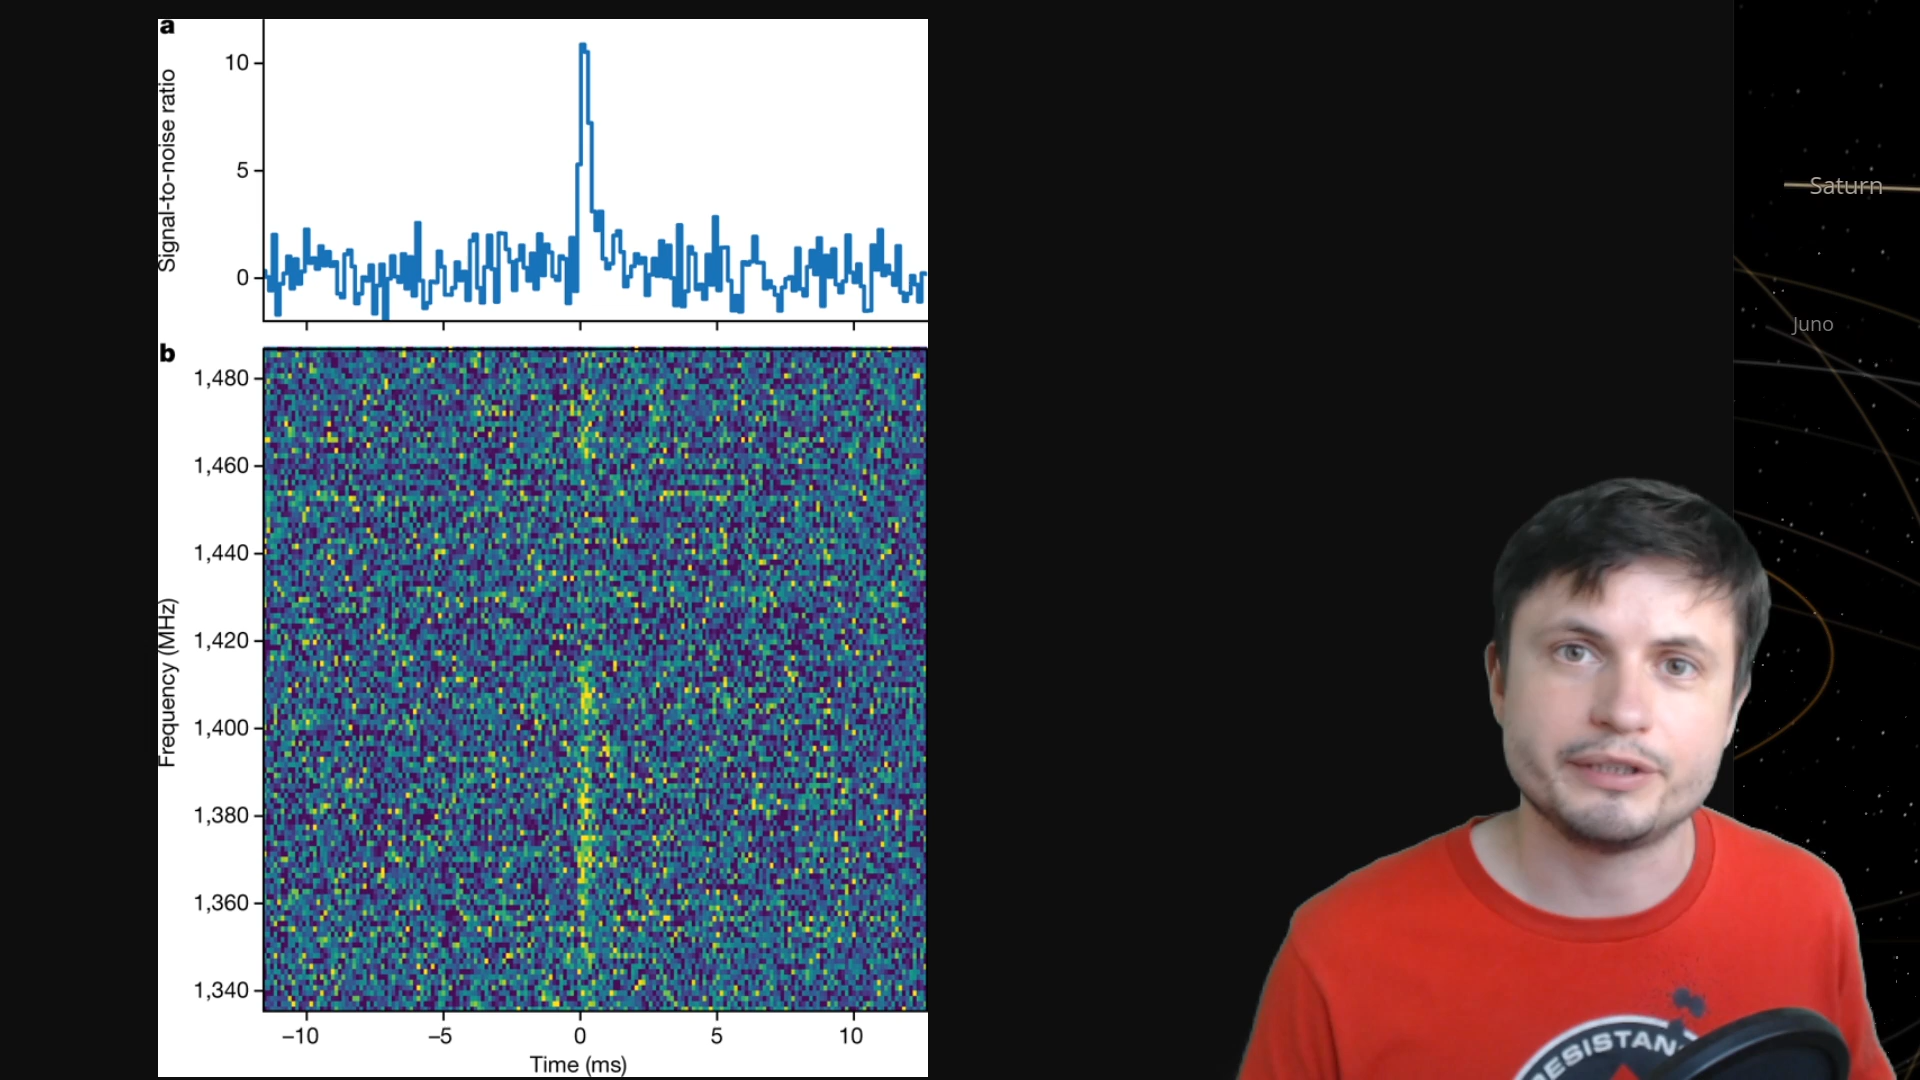 a
Signal-to-noise ratio
10
5
0
b
Frequency (MHz)
1,480
1,460
1,440
1,420
1,400
1,380
1,360
1,340
−10
−5
0
5
10
Time (ms)
Saturn
Juno
RESISTAN